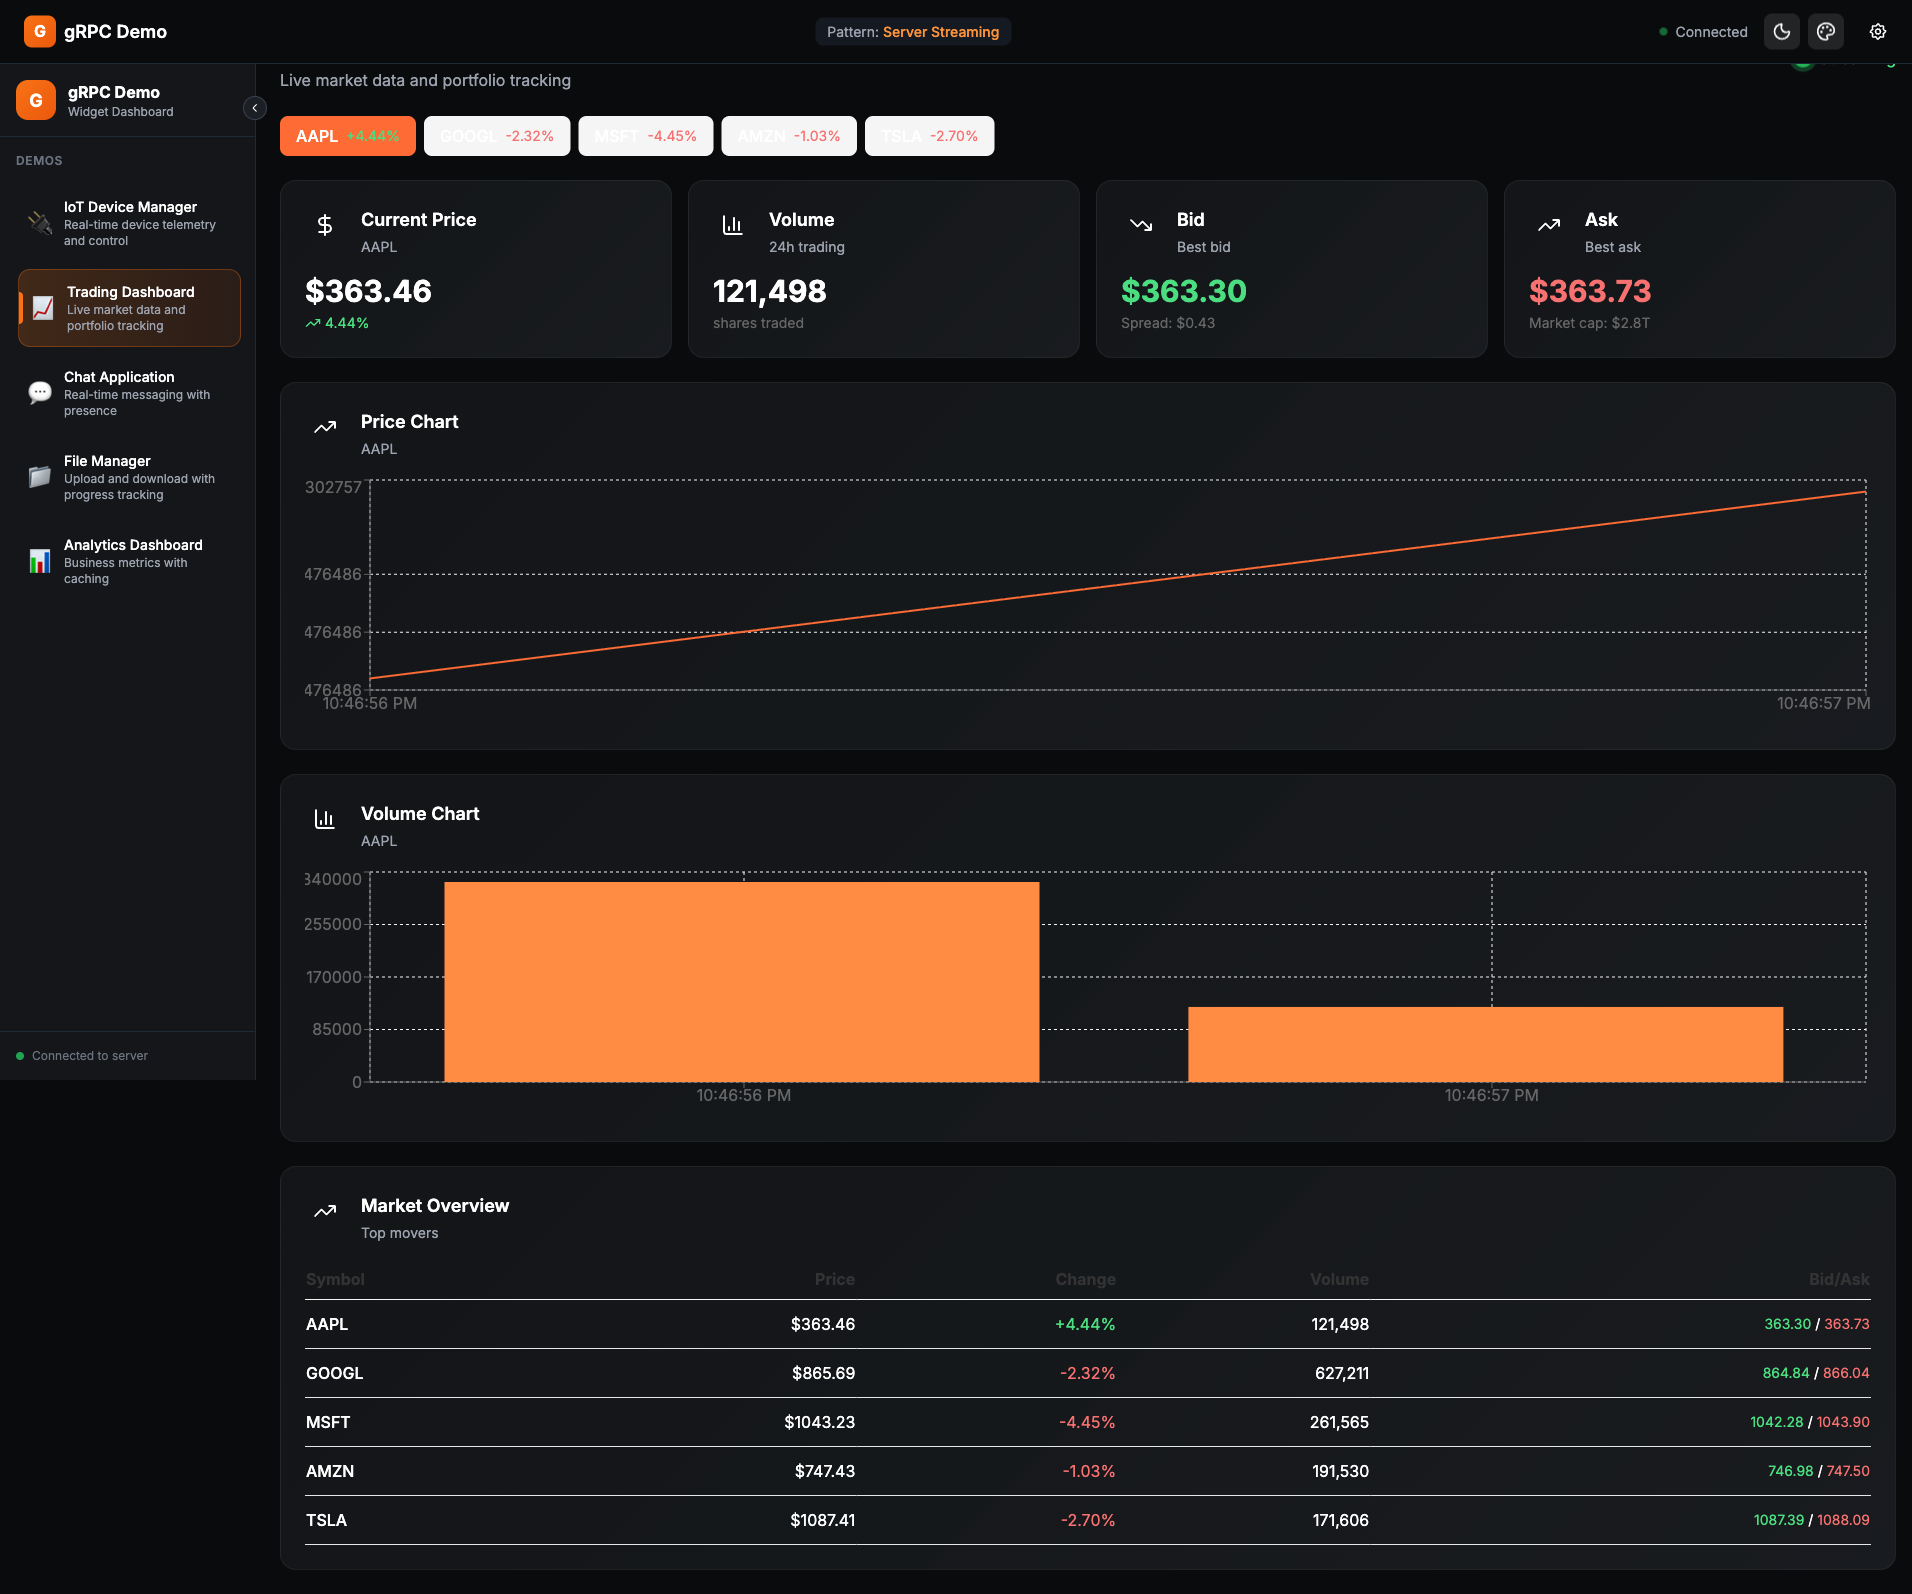 G gRPC Demo
Pattern: Server Streaming
Connected
G gRPC Demo
Widget Dashboard
DEMOS
IoT Device Manager
Real-time device telemetry
and control
Trading Dashboard
Live market data and
portfolio tracking
Chat Application
Real-time messaging with
presence
File Manager
Upload and download with
progress tracking
Analytics Dashboard
Business metrics with
caching
Connected to server
Live market data and portfolio tracking
AAPL +4.44% GOOGL -2.32% MSFT -4.45% AMZN -1.03% TSLA -2.70%
Current Price
AAPL
$363.46
4.44%
Volume
24h trading
121,498
shares traded
Bid
Best bid
$363.30
Spread: $0.43
Ask
Best ask
$363.73
Market cap: $2.8T
Price Chart
AAPL
302757
476486
476486
476486
10:46:56 PM 10:46:57 PM
Volume Chart
AAPL
340000
255000
170000
85000
0
10:46:56 PM 10:46:57 PM
Market Overview
Top movers
Symbol Price Change Volume Bid/Ask
AAPL $363.46 +4.44% 121,498 363.30 / 363.73
GOOGL $865.69 -2.32% 627,211 864.84 / 866.04
MSFT $1043.23 -4.45% 261,565 1042.28 / 1043.90
AMZN $747.43 -1.03% 191,530 746.98 / 747.50
TSLA $1087.41 -2.70% 171,606 1087.39 / 1088.09